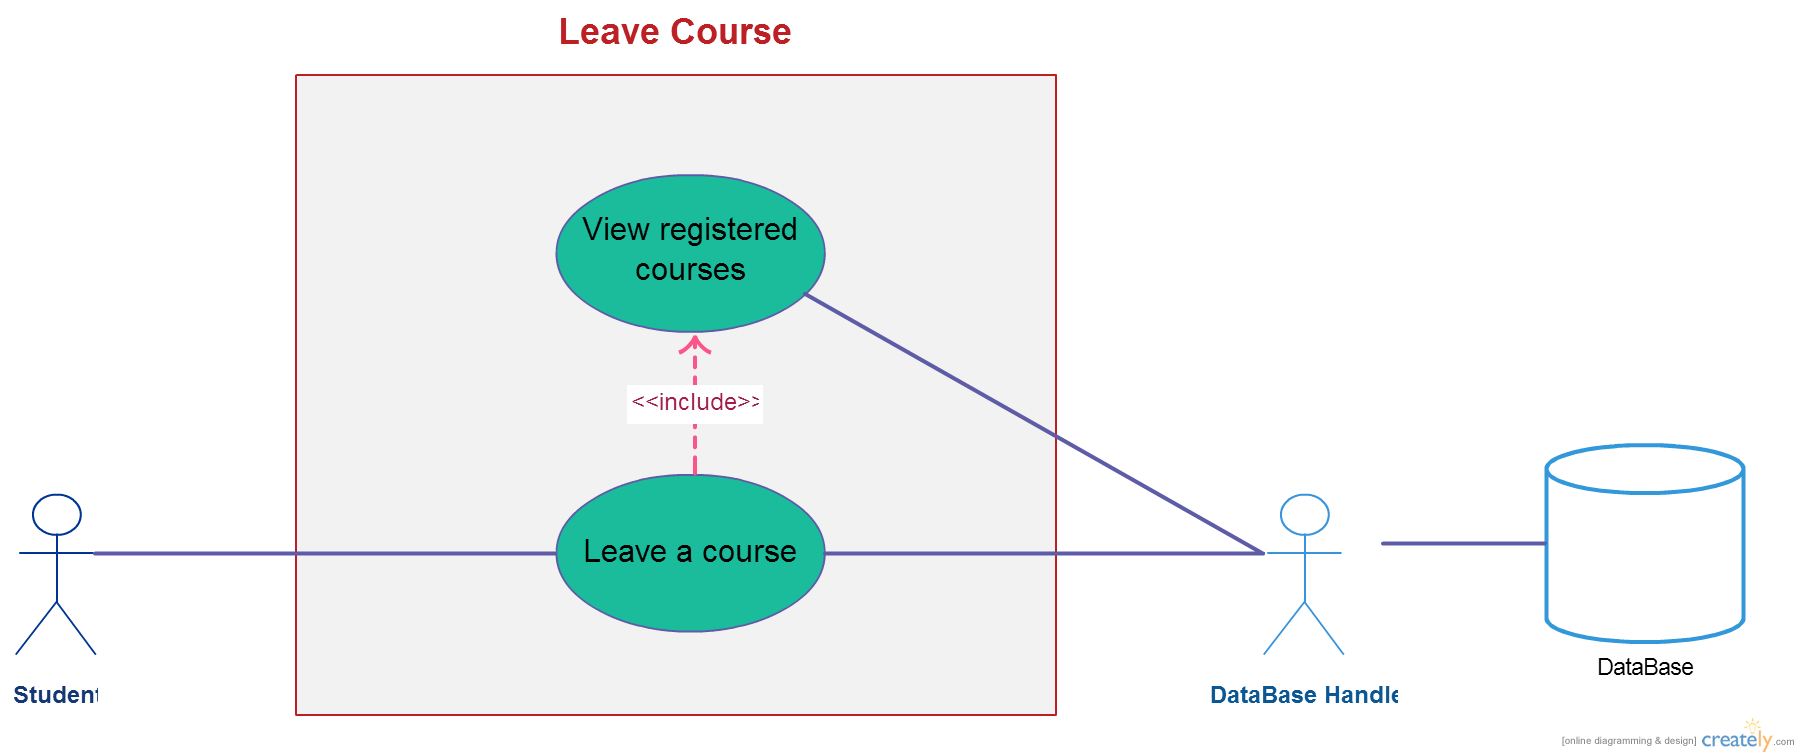 Leave Course
View registered
courses
<<include>>
Leave a course
Student
DataBase Handle
DataBase
[online diagramming & design] creately.com